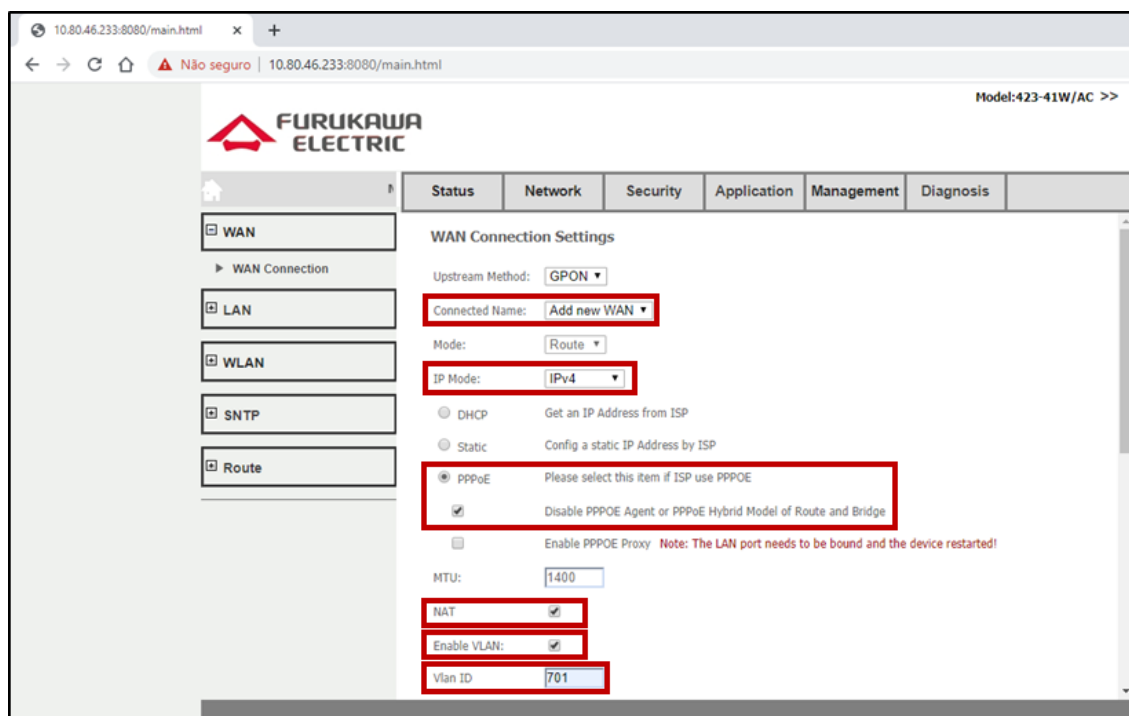 10.80.46.233:8080/main.html
Não seguro | 10.80.46.233:8080/main.html
Model:423-41W/AC >>
FURUKAWA
ELECTRIC
Status Network Security Application Management Diagnosis
WAN
WAN Connection
LAN
WLAN
SNTP
Route
WAN Connection Settings
Upstream Method: GPON
Connected Name: Add new WAN
Mode: Route
IP Mode: IPv4
DHCP Get an IP Address from ISP
Static Config a static IP Address by ISP
PPPoE Please select this item if ISP use PPPOE
Disable PPPOE Agent or PPPoE Hybrid Model of Route and Bridge
Enable PPPOE Proxy Note: The LAN port needs to be bound and the device restarted!
MTU: 1400
NAT
Enable VLAN:
Vlan ID 701